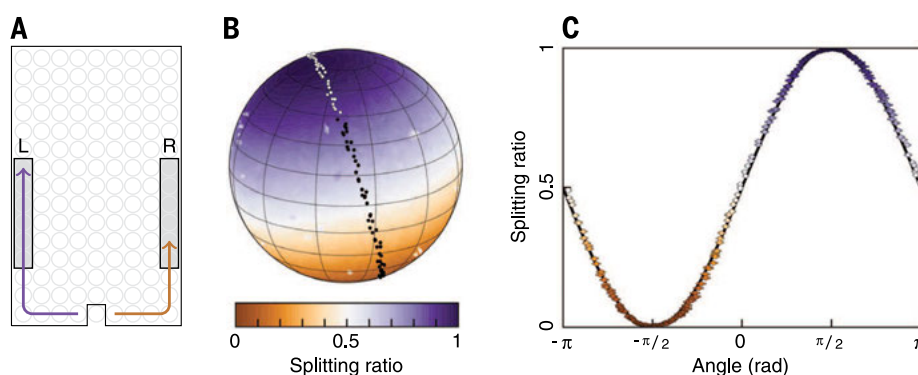 A
L
R
B
0
0.5
1
Splitting ratio
C
1
0.5
0
Splitting ratio
-π
-π/2
0
π/2
π
Angle (rad)